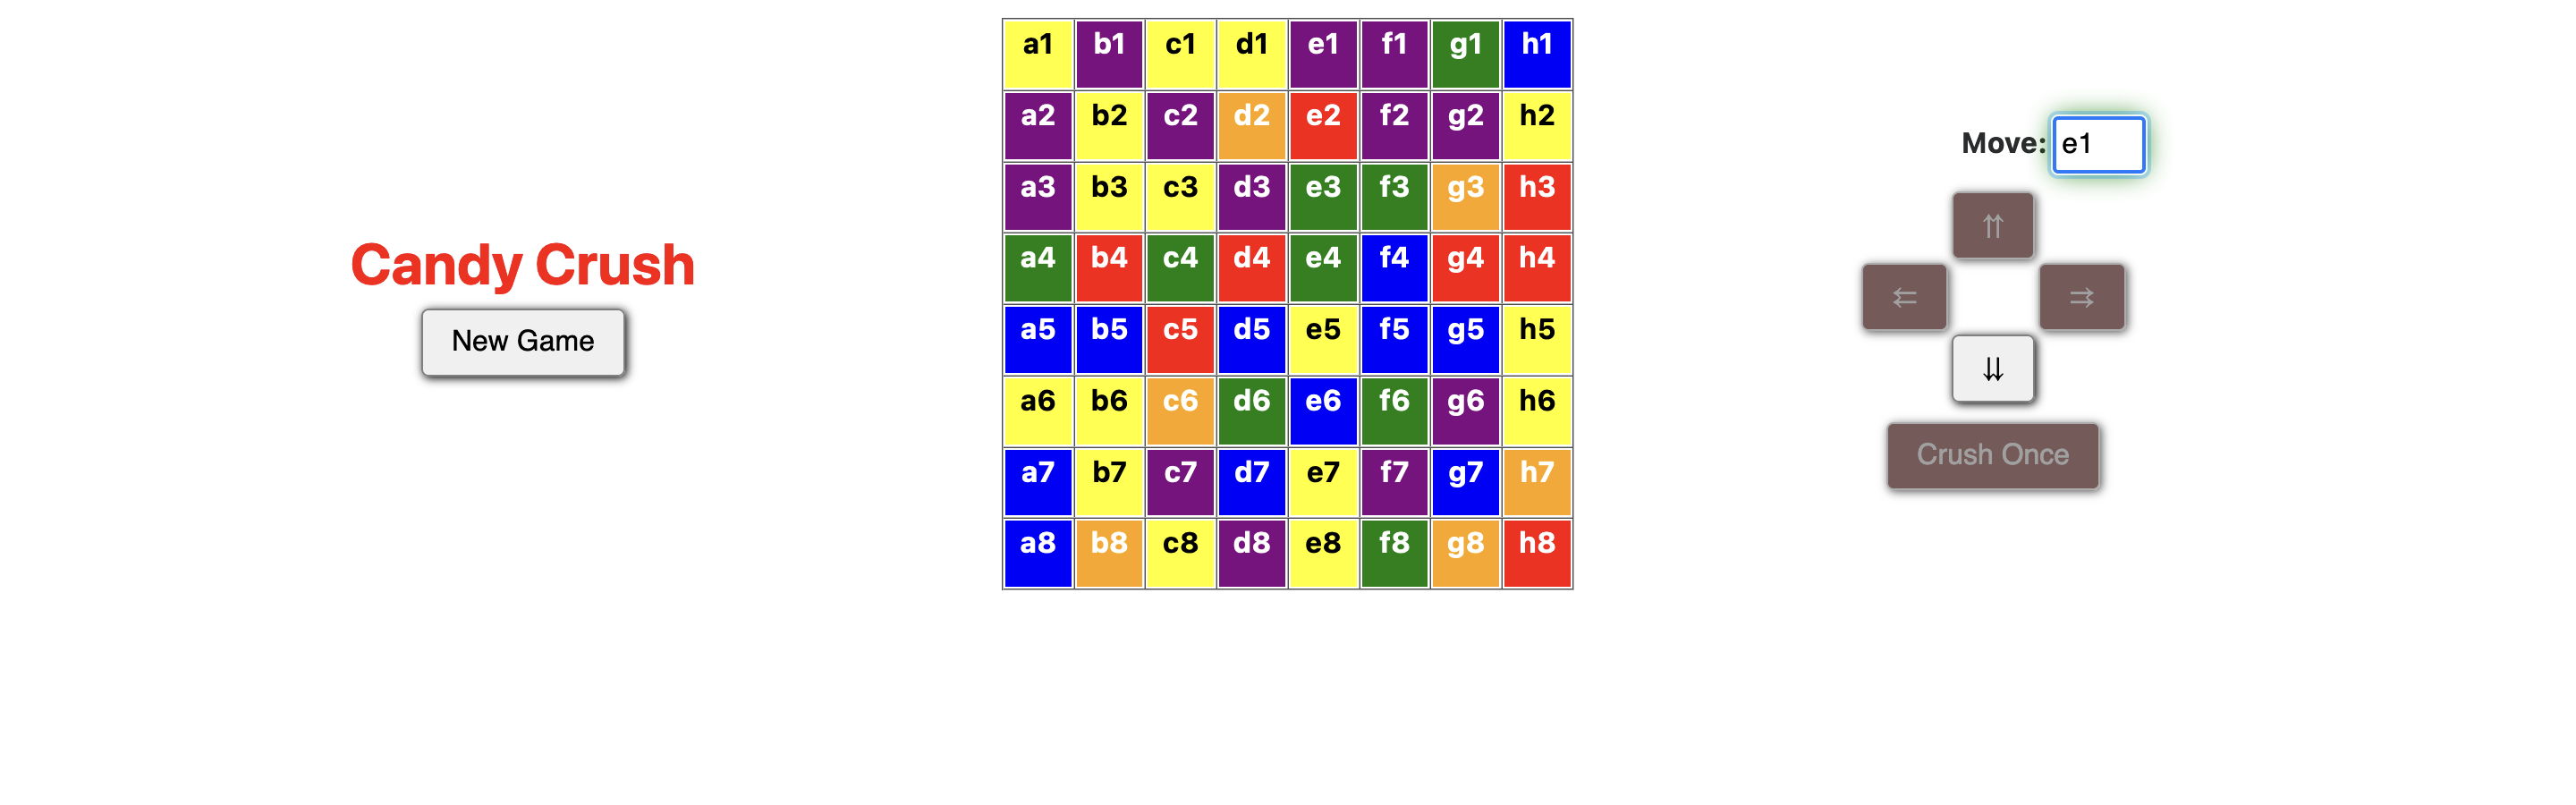 Candy Crush
New Game
a1 b1 c1 d1 e1 f1 g1 h1
a2 b2 c2 d2 e2 f2 g2 h2
a3 b3 c3 d3 e3 f3 g3 h3
a4 b4 c4 d4 e4 f4 g4 h4
a5 b5 c5 d5 e5 f5 g5 h5
a6 b6 c6 d6 e6 f6 g6 h6
a7 b7 c7 d7 e7 f7 g7 h7
a8 b8 c8 d8 e8 f8 g8 h8
Move: e1
⇈
⇇ ⇉
⇊
Crush Once